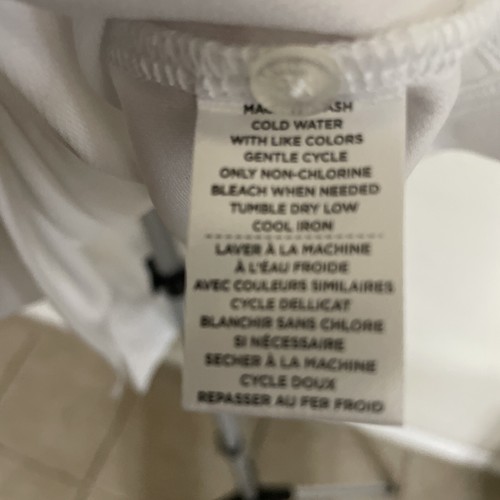 COLD WATER
WITH LIKE COLORS
GENTLE CYCLE
ONLY NON-CHLORINE
BLEACH WHEN NEEDED
TUMBLE DRY LOW
COOL IRON
LAVER À LA MACHINE
À L'ÉAU FROIDE
AVEC COULEURS SIMILAIRES
CYCLE DELLICAT
BLANCHIR SANS CHLORE
SI NÉCESSAIRE
SECHER À LA MACHINE
CYCLE DOUX
REPASSER AU FER FROID